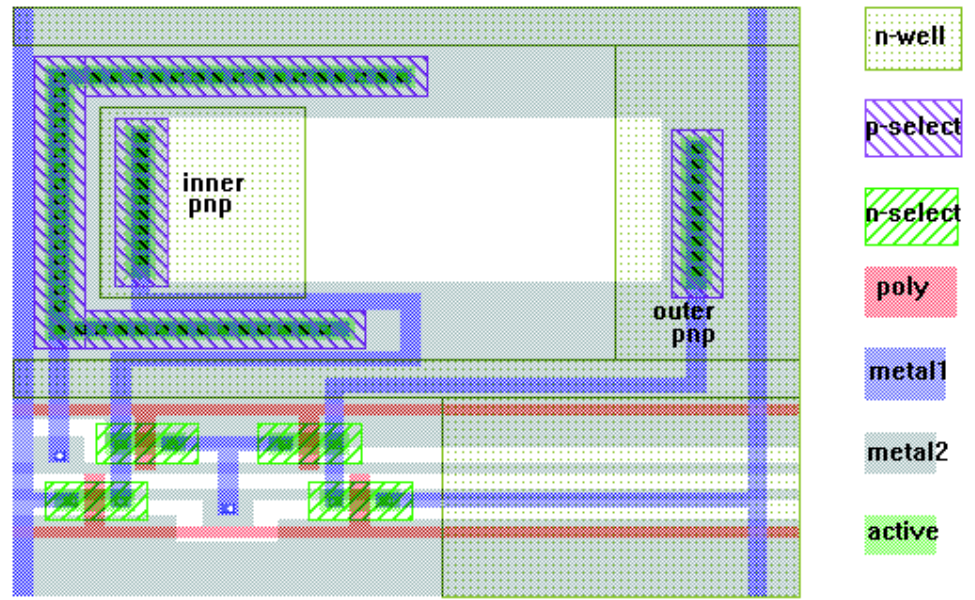 inner
pnp
outer
pnp
n-well
p-select
n-select
poly
metal1
metal2
active